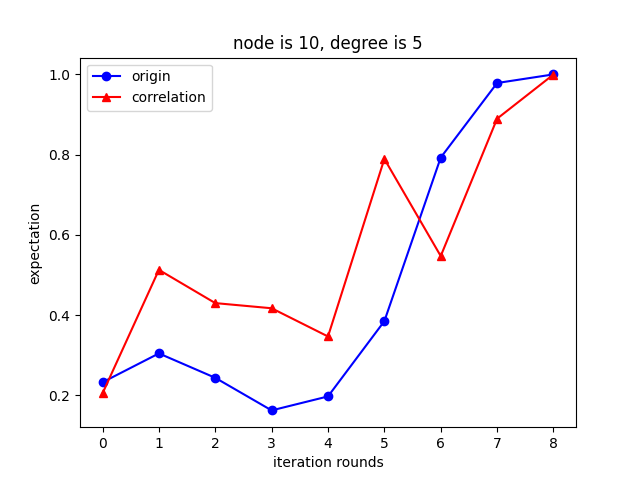 node is 10, degree is 5
origin
correlation
1.0
0.8
0.6
0.4
0.2
expectation
0 1 2 3 4 5 6 7 8
iteration rounds